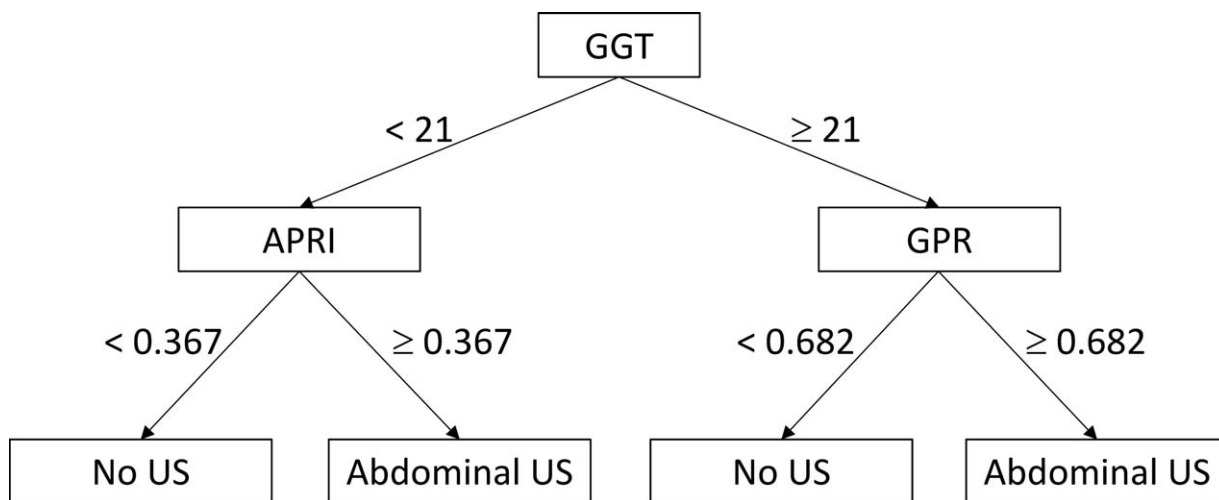 GGT
< 21
≥ 21
APRI
GPR
< 0.367
≥ 0.367
< 0.682
≥ 0.682
No US
Abdominal US
No US
Abdominal US